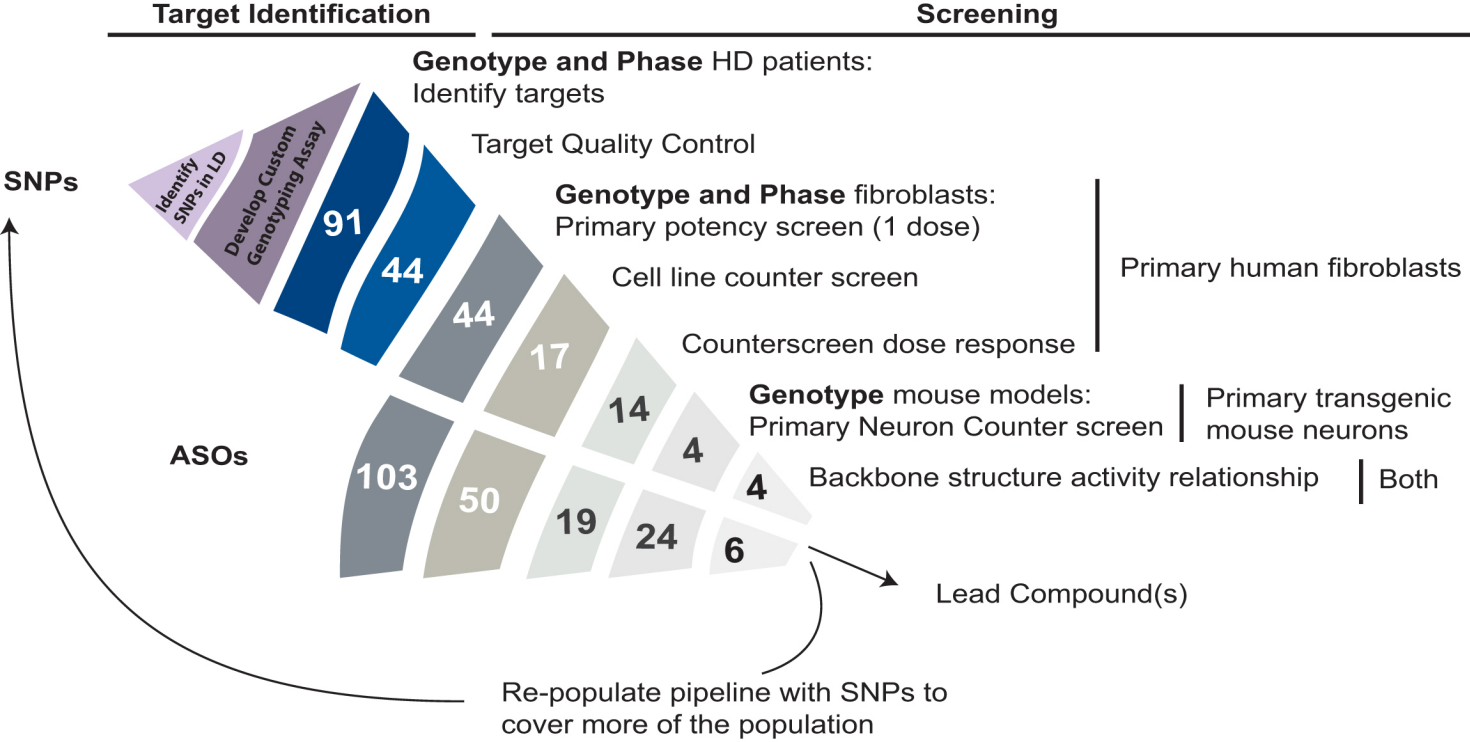 Target Identification
Screening
Genotype and Phase HD patients:
Identify targets
Target Quality Control
SNPs
Identify
SNPs in LD
Develop Custom
Genotyping Assay
91
44
44
17
14
4
4
Genotype and Phase fibroblasts:
Primary potency screen (1 dose)
Cell line counter screen
Counterscreen dose response
Primary human fibroblasts
Genotype mouse models:
Primary Neuron Counter screen
Primary transgenic
mouse neurons
Backbone structure activity relationship
Both
ASOs
103
50
19
24
6
Lead Compound(s)
Re-populate pipeline with SNPs to
cover more of the population